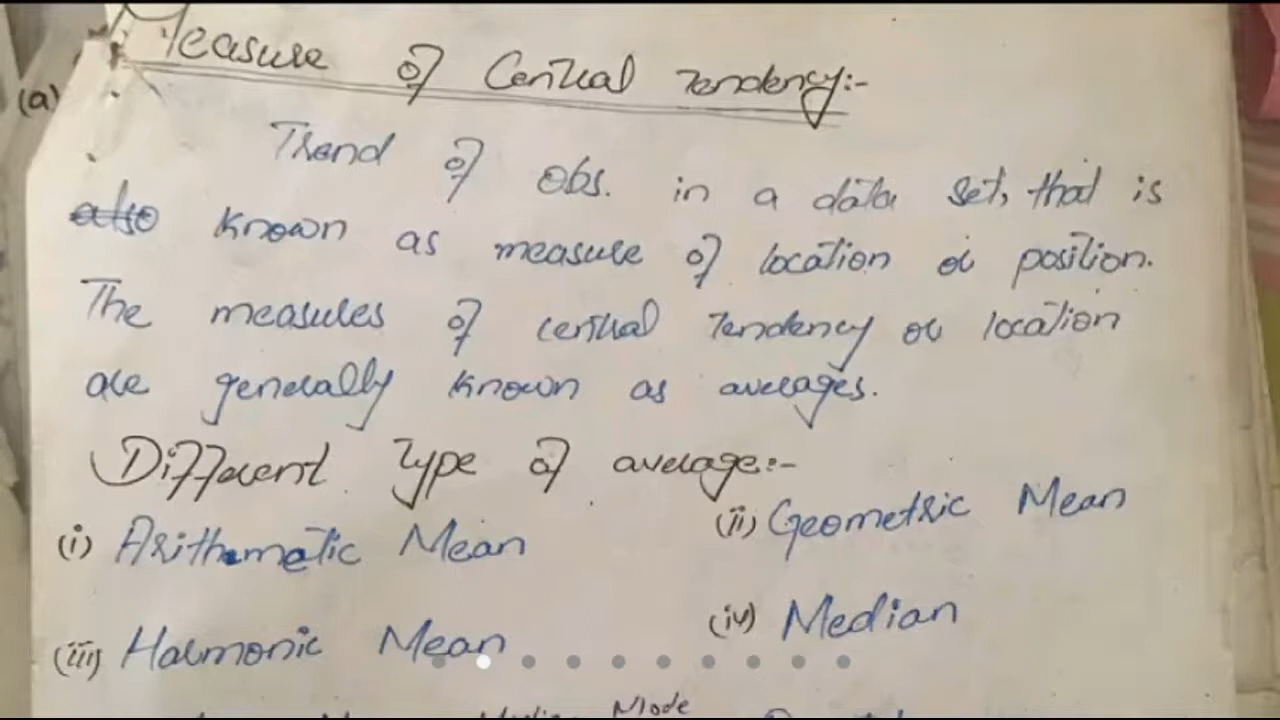 Measure of Central Tendency:-
(a)
Trend of obs. in a data set, that is
also known as measure of location or position.
The measures of central Tendency or location
are generally known as averages.
Different Type of average:-
(i) Arithematic Mean (ii) Geometric Mean
(iii) Harmonic Mean (iv) Median
Mode